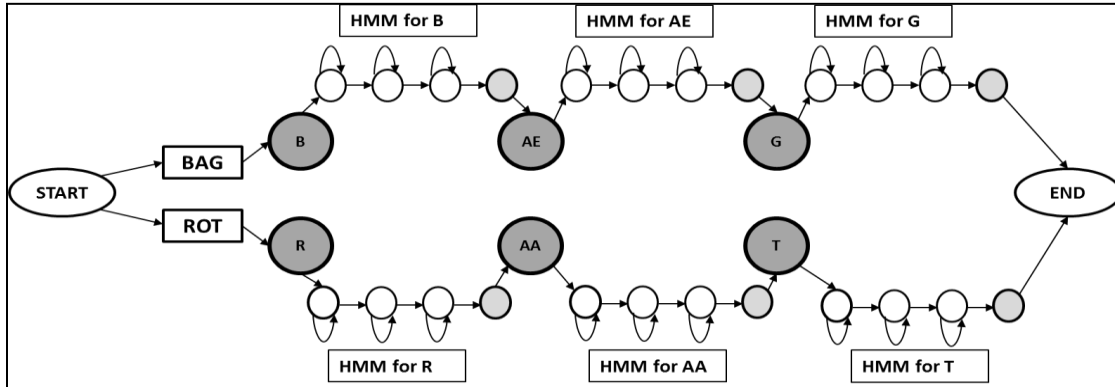 HMM for B
HMM for AE
HMM for G
B
AE
G
BAG
START
END
ROT
R
AA
T
HMM for R
HMM for AA
HMM for T